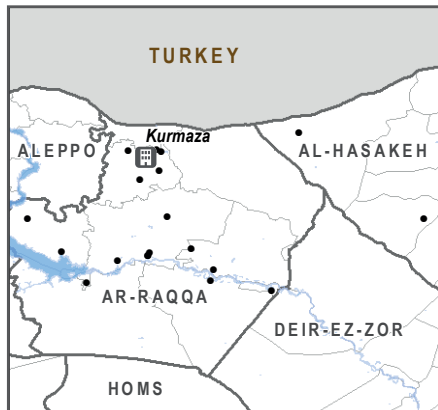 TURKEY
Kurmaza
ALEPPO
AL-HASAKEH
AR-RAQQA
DEIR-EZ-ZOR
HOMS